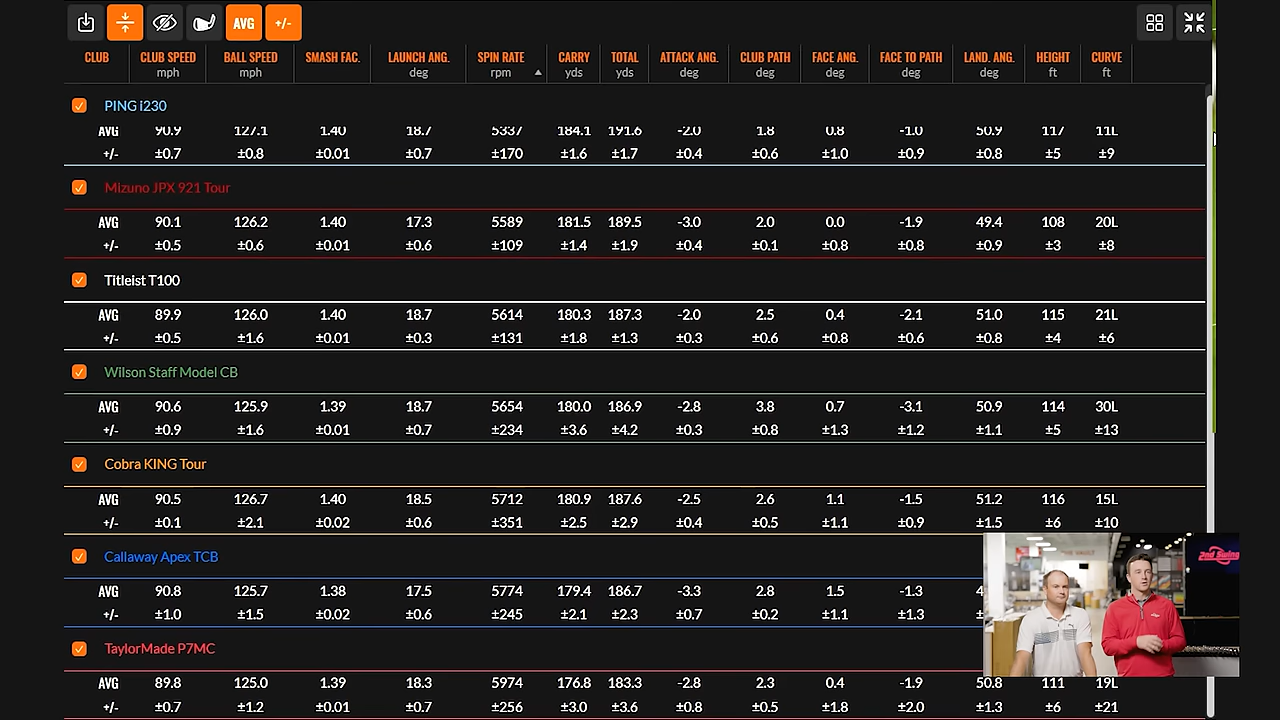 AVG +/-
CLUB CLUB SPEED BALL SPEED SMASH FAC. LAUNCH ANG. SPIN RATE CARRY TOTAL ATTACK ANG. CLUB PATH FACE ANG. FACE TO PATH LAND. ANG. HEIGHT CURVE
mph mph deg rpm yds yds deg deg deg deg deg ft ft
PING i230
AVG 90.9 127.1 1.40 18.7 5337 184.1 191.6 -2.0 1.8 0.8 -1.0 50.9 117 11L
+/- ±0.7 ±0.8 ±0.01 ±0.7 ±170 ±1.6 ±1.7 ±0.4 ±0.6 ±1.0 ±0.9 ±0.8 ±5 ±9
Mizuno JPX 921 Tour
AVG 90.1 126.2 1.40 17.3 5589 181.5 189.5 -3.0 2.0 0.0 -1.9 49.4 108 20L
+/- ±0.5 ±0.6 ±0.01 ±0.6 ±109 ±1.4 ±1.9 ±0.4 ±0.1 ±0.8 ±0.8 ±0.9 ±3 ±8
Titleist T100
AVG 89.9 126.0 1.40 18.7 5614 180.3 187.3 -2.0 2.5 0.4 -2.1 51.0 115 21L
+/- ±0.5 ±1.6 ±0.01 ±0.3 ±131 ±1.8 ±1.3 ±0.3 ±0.6 ±0.8 ±0.6 ±0.8 ±4 ±6
Wilson Staff Model CB
AVG 90.6 125.9 1.39 18.7 5654 180.0 186.9 -2.8 3.8 0.7 -3.1 50.9 114 30L
+/- ±0.9 ±1.6 ±0.01 ±0.7 ±234 ±3.6 ±4.2 ±0.3 ±0.8 ±1.3 ±1.2 ±1.1 ±5 ±13
Cobra KING Tour
AVG 90.5 126.7 1.40 18.5 5712 180.9 187.6 -2.5 2.6 1.1 -1.5 51.2 116 15L
+/- ±0.1 ±2.1 ±0.02 ±0.6 ±351 ±2.5 ±2.9 ±0.4 ±0.5 ±1.1 ±0.9 ±1.5 ±6 ±10
Callaway Apex TCB
AVG 90.8 125.7 1.38 17.5 5774 179.4 186.7 -3.3 2.8 1.5 -1.3
+/- ±1.0 ±1.5 ±0.02 ±0.6 ±245 ±2.1 ±2.3 ±0.7 ±0.2 ±1.1 ±1.3
2nd Swing
TaylorMade P7MC
AVG 89.8 125.0 1.39 18.3 5974 176.8 183.3 -2.8 2.3 0.4 -1.9 50.8 111 19L
+/- ±0.7 ±1.2 ±0.01 ±0.7 ±256 ±3.0 ±3.6 ±0.8 ±0.5 ±1.8 ±2.0 ±1.3 ±6 ±21